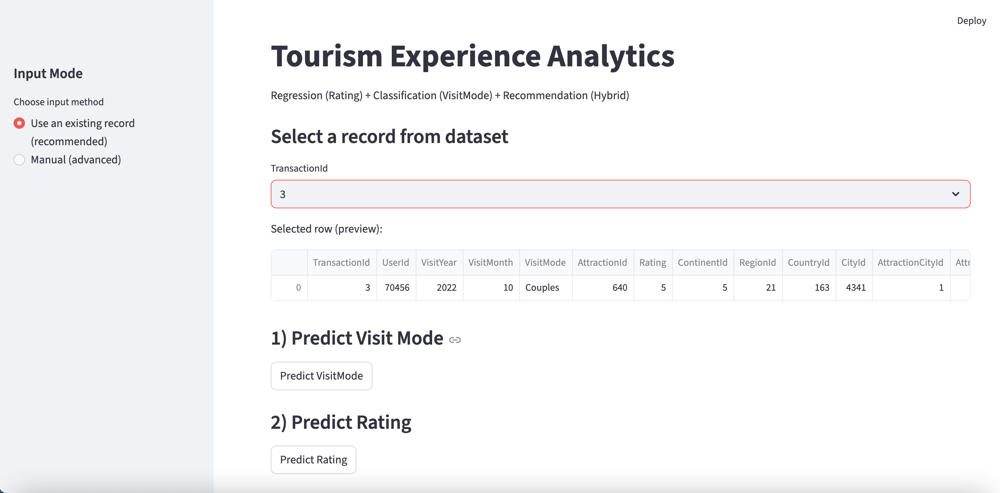 Deploy
Input Mode
Choose input method
Use an existing record
(recommended)
Manual (advanced)
Tourism Experience Analytics
Regression (Rating) + Classification (VisitMode) + Recommendation (Hybrid)
Select a record from dataset
TransactionId
3
Selected row (preview):
TransactionId UserId VisitYear VisitMonth VisitMode AttractionId Rating ContinentId RegionId CountryId CityId AttractionCityId Attr
0 3 70456 2022 10 Couples 640 5 5 21 163 4341 1
1) Predict Visit Mode
Predict VisitMode
2) Predict Rating
Predict Rating